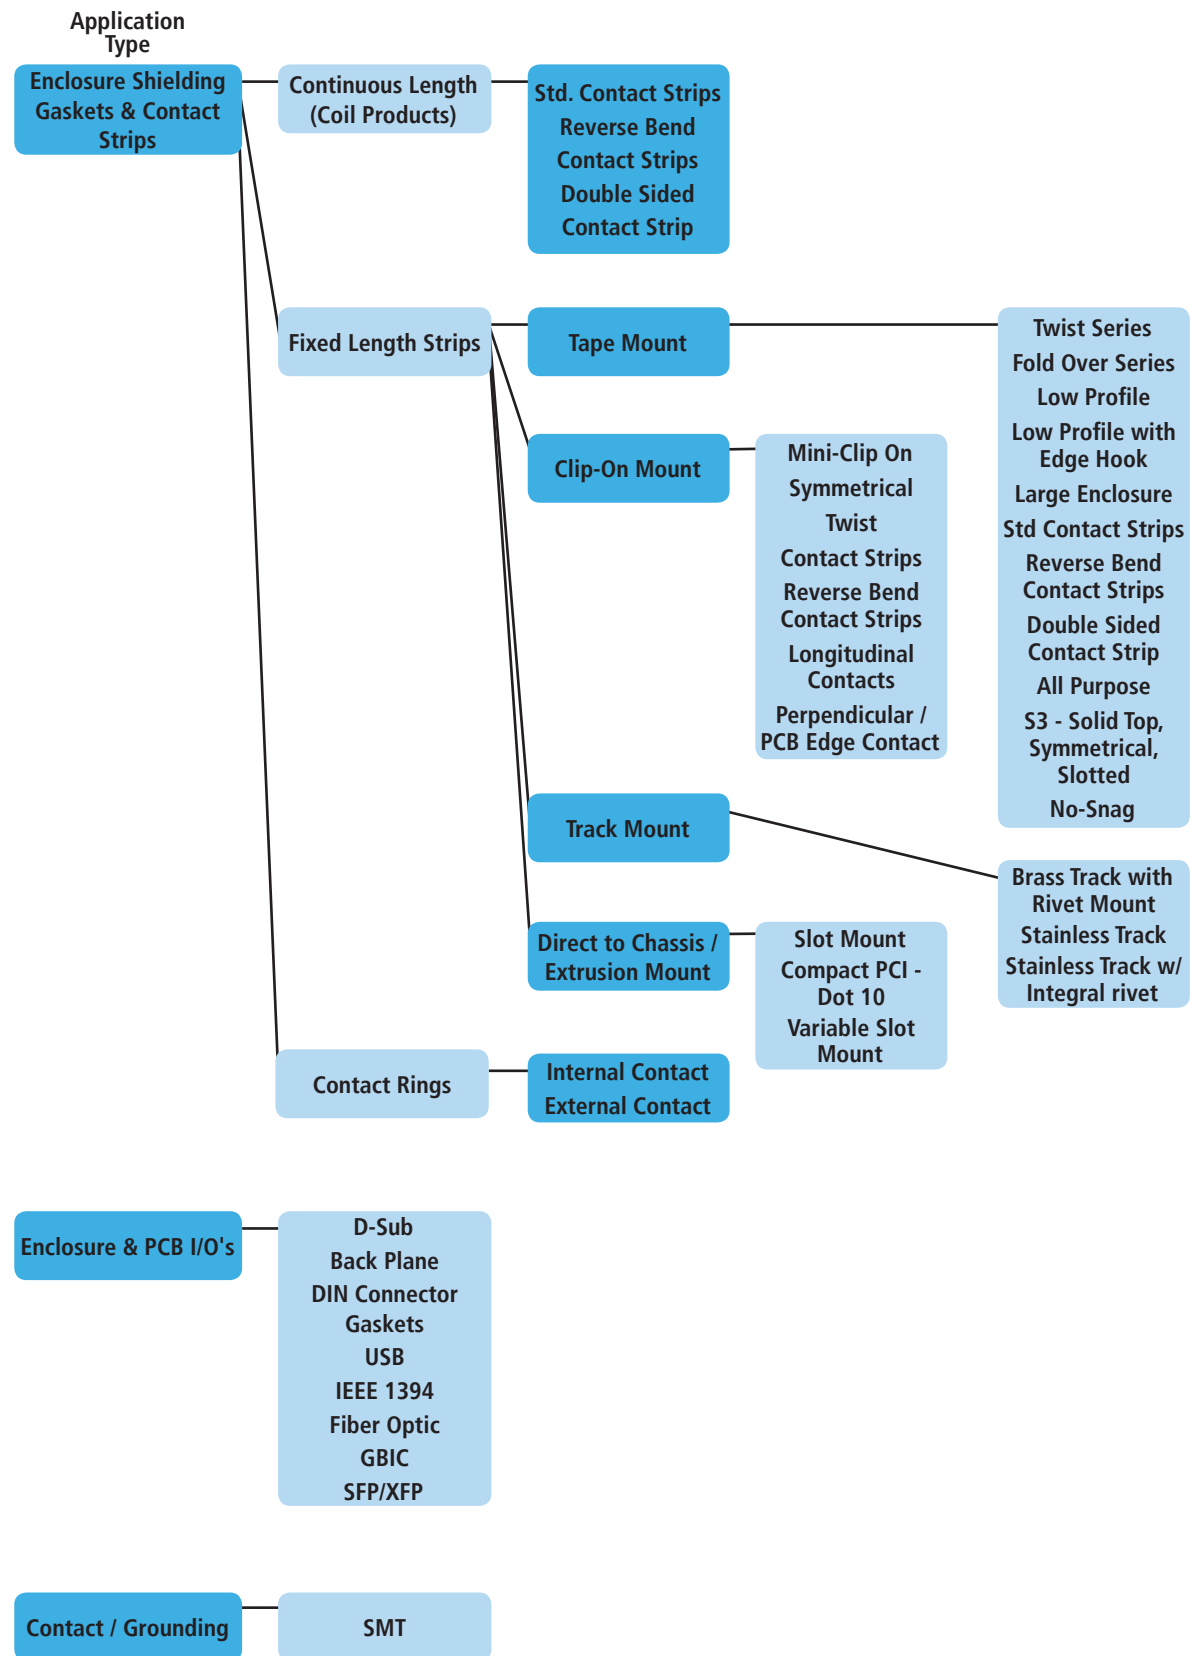 Application
Type
Enclosure Shielding
Gaskets & Contact
Strips
Continuous Length
(Coil Products)
Std. Contact Strips
Reverse Bend
Contact Strips
Double Sided
Contact Strip
Fixed Length Strips
Tape Mount
Twist Series
Fold Over Series
Low Profile
Low Profile with
Edge Hook
Large Enclosure
Std Contact Strips
Reverse Bend
Contact Strips
Double Sided
Contact Strip
All Purpose
S3 - Solid Top,
Symmetrical,
Slotted
No-Snag
Clip-On Mount
Mini-Clip On
Symmetrical
Twist
Contact Strips
Reverse Bend
Contact Strips
Longitudinal
Contacts
Perpendicular /
PCB Edge Contact
Track Mount
Brass Track with
Rivet Mount
Stainless Track
Stainless Track w/
Integral rivet
Direct to Chassis /
Extrusion Mount
Slot Mount
Compact PCI -
Dot 10
Variable Slot
Mount
Contact Rings
Internal Contact
External Contact
Enclosure & PCB I/O's
D-Sub
Back Plane
DIN Connector
Gaskets
USB
IEEE 1394
Fiber Optic
GBIC
SFP/XFP
Contact / Grounding
SMT